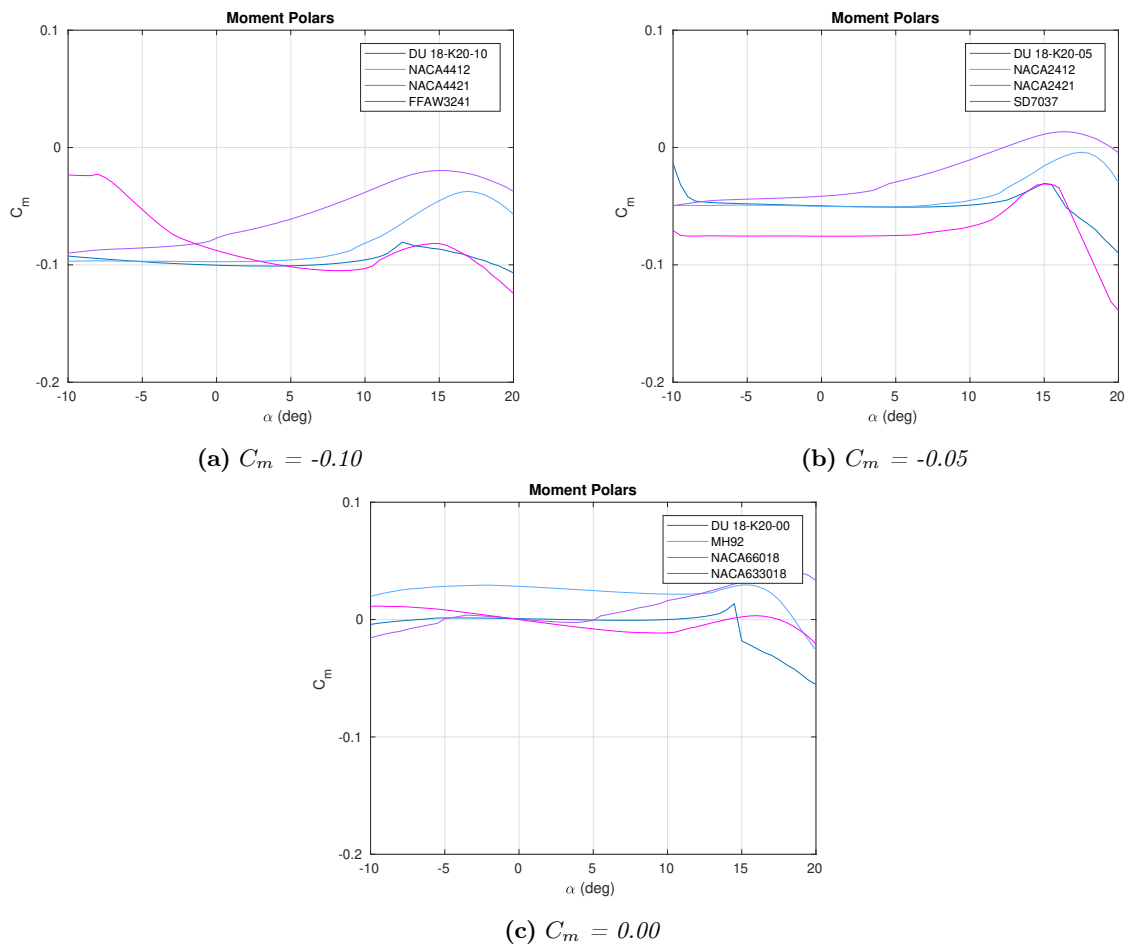 Moment Polars
0.1
0
-0.1
-0.2
C_m
DU 18-K20-10
NACA4412
NACA4421
FFAW3241
-10 -5 0 5 10 15 20
α (deg)
(a) C_m = -0.10
Moment Polars
0.1
0
-0.1
-0.2
C_m
DU 18-K20-05
NACA2412
NACA2421
SD7037
-10 -5 0 5 10 15 20
α (deg)
(b) C_m = -0.05
Moment Polars
0.1
0
-0.1
-0.2
C_m
DU 18-K20-00
MH92
NACA66018
NACA633018
-10 -5 0 5 10 15 20
α (deg)
(c) C_m = 0.00